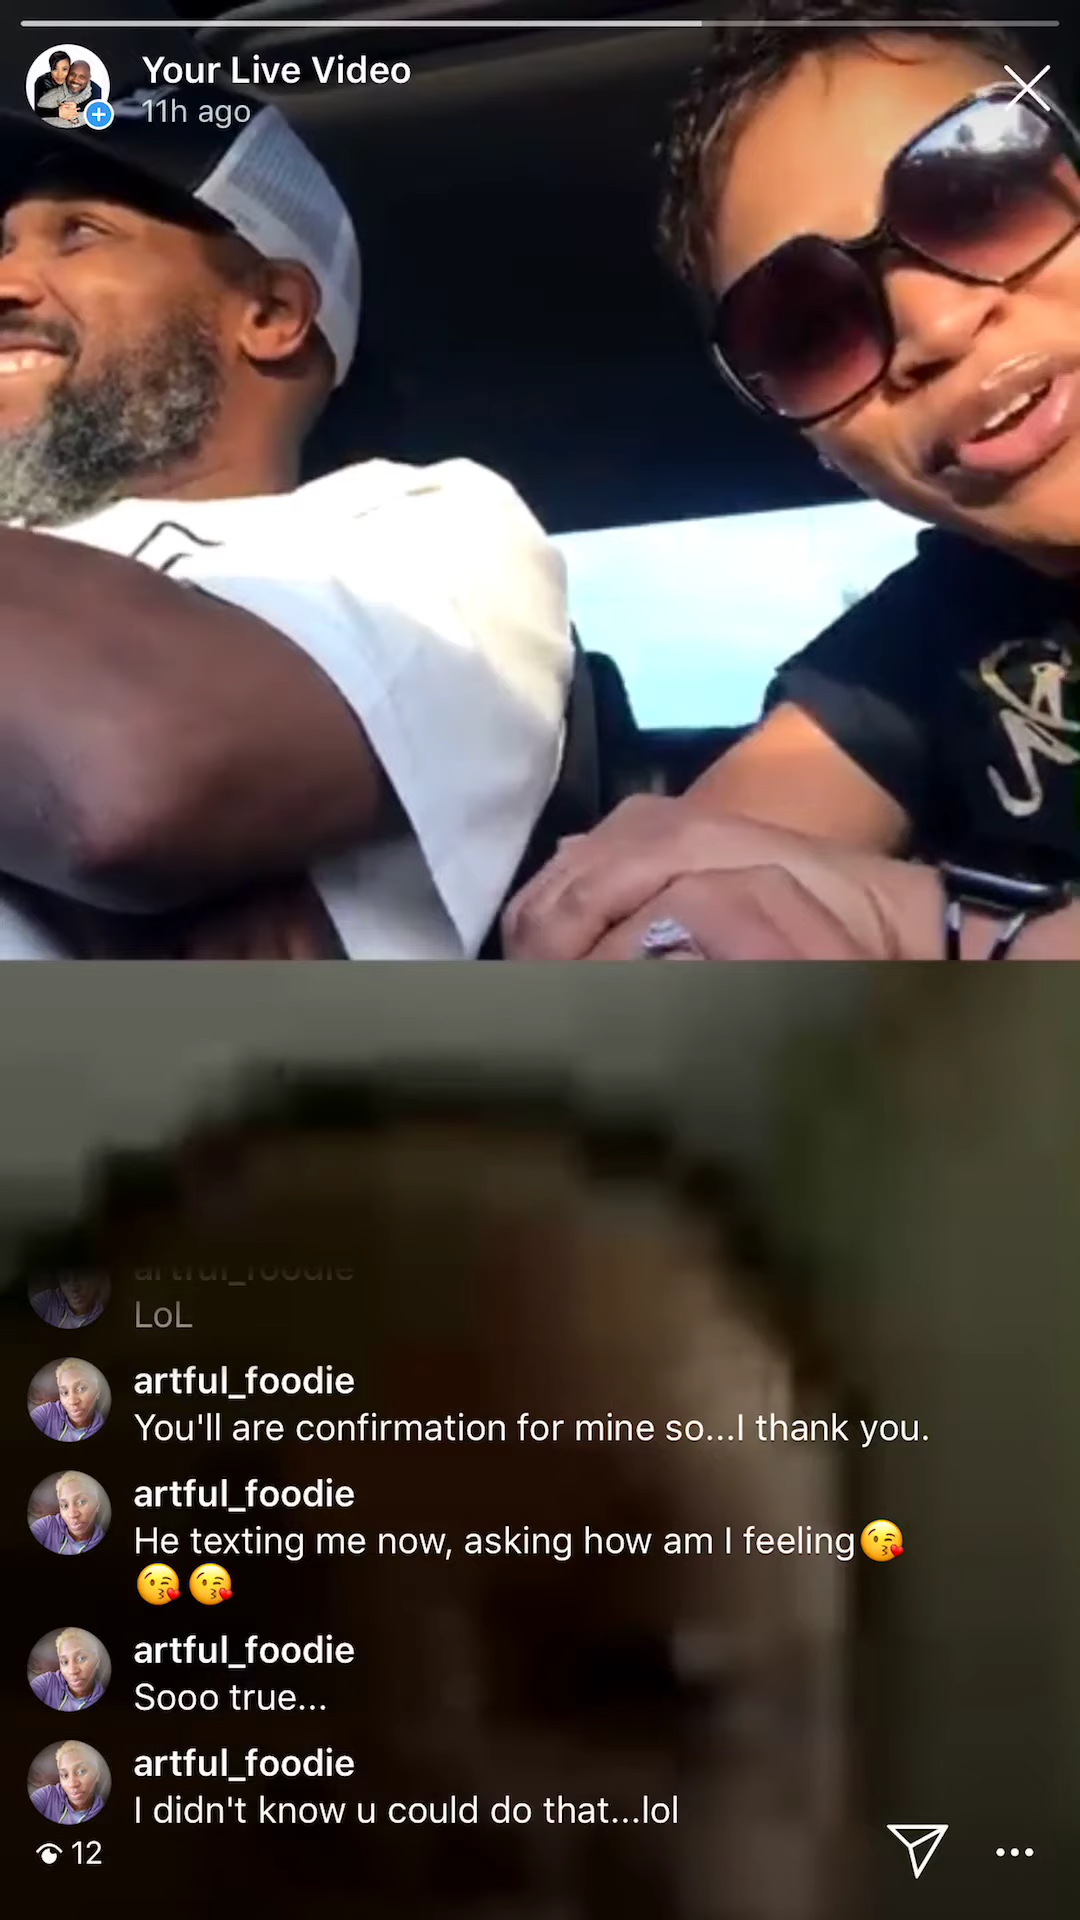 Your Live Video
11h ago
artful_foodie
LoL
artful_foodie
You'll are confirmation for mine so...I thank you.
artful_foodie
He texting me now, asking how am I feeling😘
😘😘
artful_foodie
Sooo true...
artful_foodie
I didn't know u could do that...lol
12